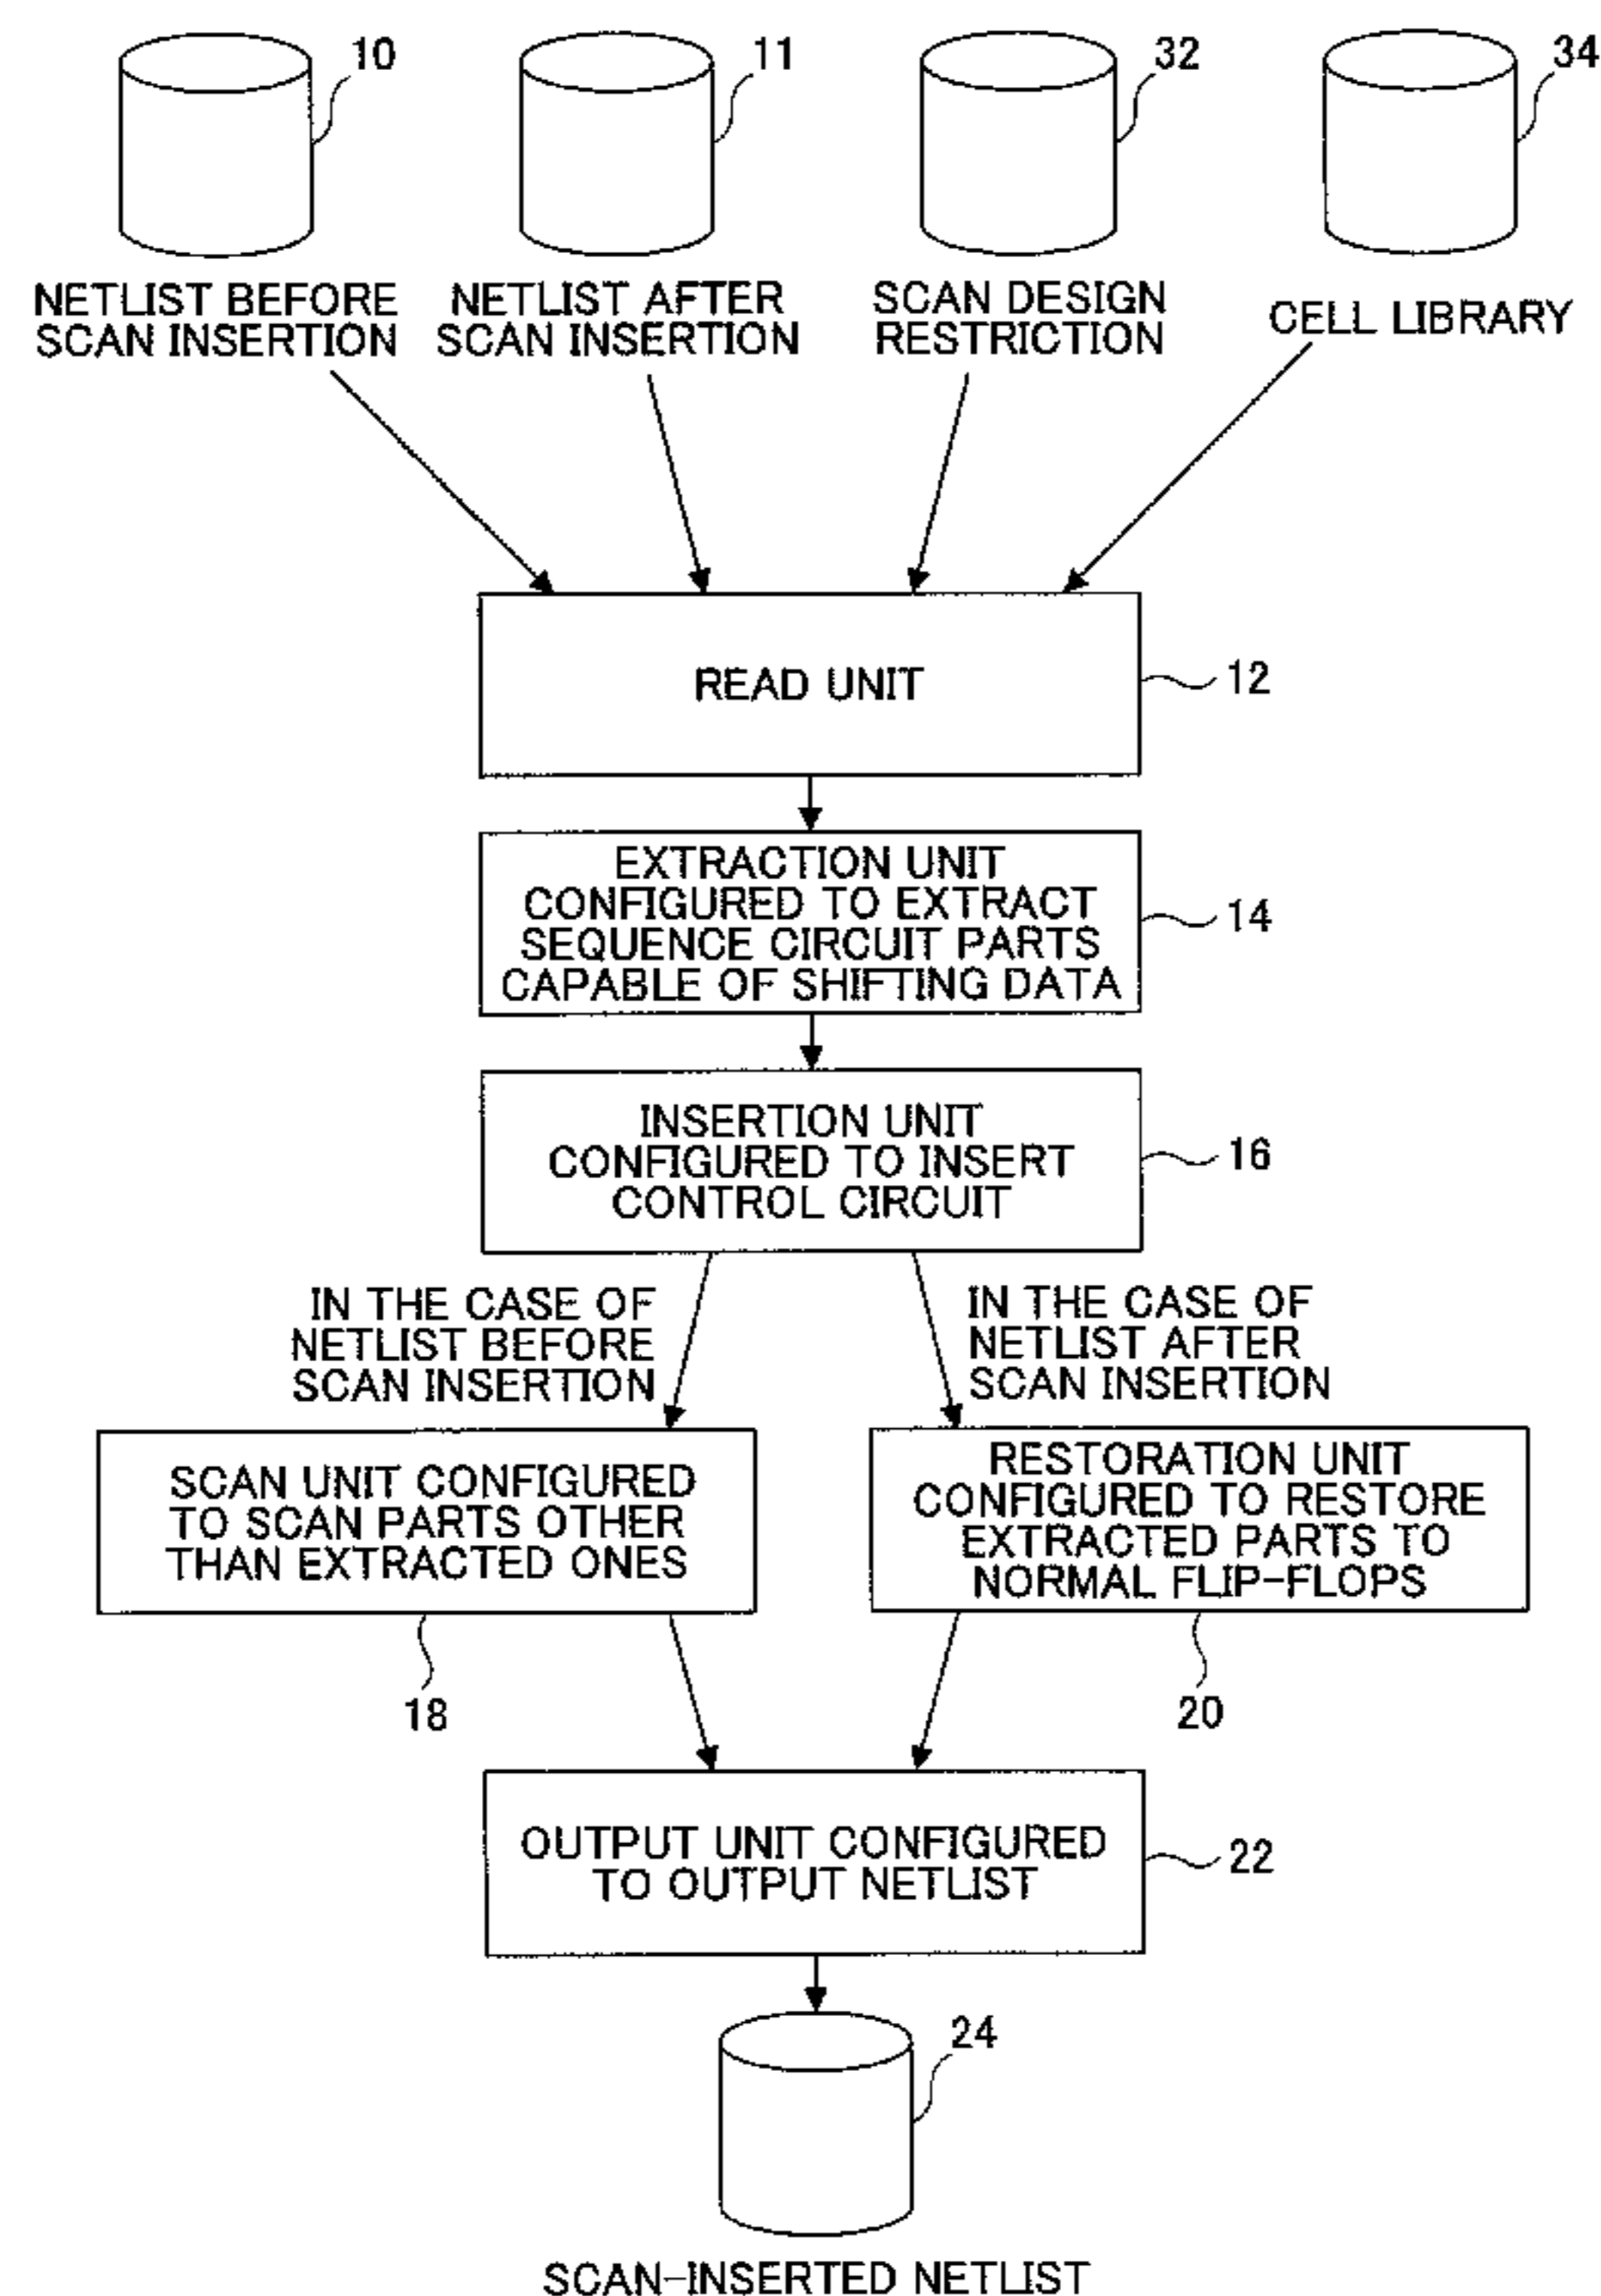 10
11
32
34
NETLIST BEFORE
SCAN INSERTION
NETLIST AFTER
SCAN INSERTION
SCAN DESIGN
RESTRICTION
CELL LIBRARY
READ UNIT
12
EXTRACTION UNIT
CONFIGURED TO EXTRACT
SEQUENCE CIRCUIT PARTS
CAPABLE OF SHIFTING DATA
14
INSERTION UNIT
CONFIGURED TO INSERT
CONTROL CIRCUIT
16
IN THE CASE OF
NETLIST BEFORE
SCAN INSERTION
IN THE CASE OF
NETLIST AFTER
SCAN INSERTION
SCAN UNIT CONFIGURED
TO SCAN PARTS OTHER
THAN EXTRACTED ONES
18
RESTORATION UNIT
CONFIGURED TO RESTORE
EXTRACTED PARTS TO
NORMAL FLIP-FLOPS
20
OUTPUT UNIT CONFIGURED
TO OUTPUT NETLIST
22
24
SCAN-INSERTED NETLIST